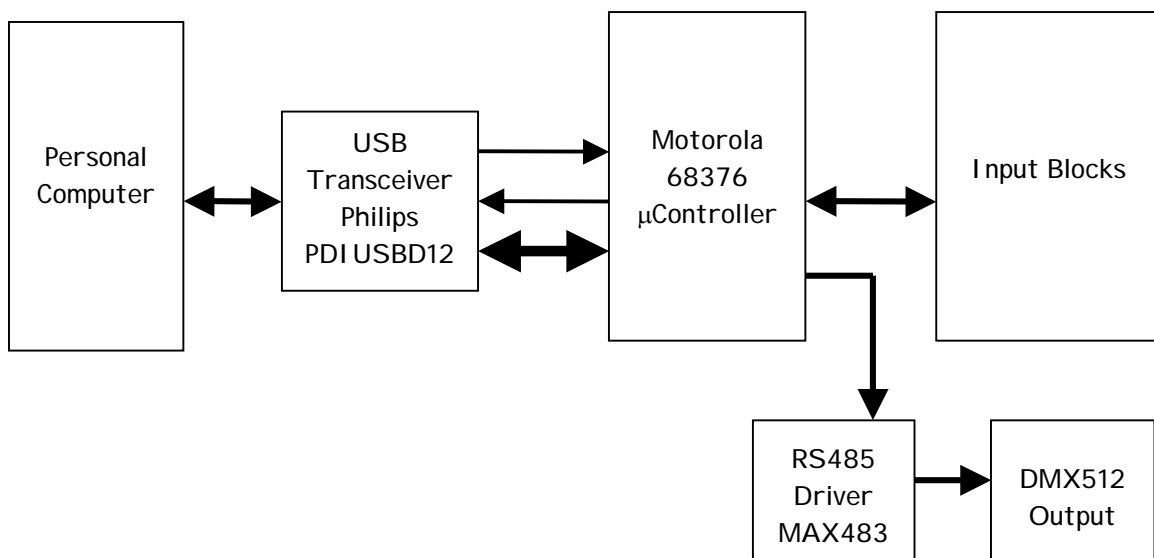 Personal
Computer
USB
Transceiver
Philips
PDIUSBD12
Motorola
68376
μController
Input Blocks
RS485
Driver
MAX483
DMX512
Output